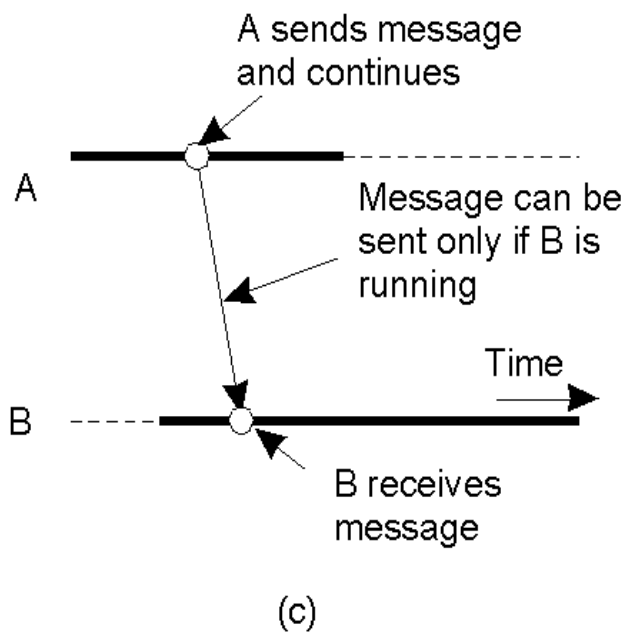 A sends message
and continues
A
Message can be
sent only if B is
running
Time
B
B receives
message
(c)